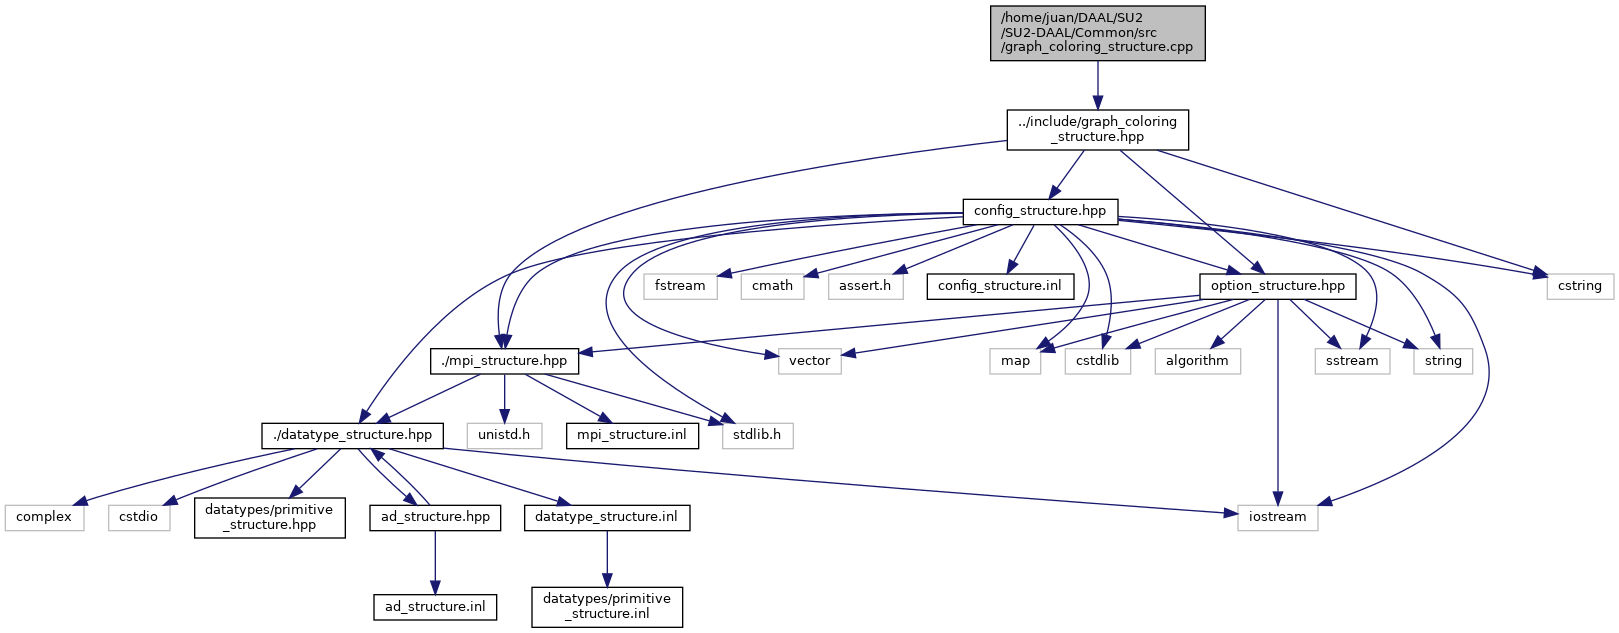 /home/juan/DAAL/SU2
/SU2-DAAL/Common/src
/graph_coloring_structure.cpp
../include/graph_coloring
_structure.hpp
config_structure.hpp
fstream
cmath
assert.h
config_structure.inl
option_structure.hpp
cstring
./mpi_structure.hpp
vector
map
cstdlib
algorithm
sstream
string
./datatype_structure.hpp
unistd.h
mpi_structure.inl
stdlib.h
complex
cstdio
datatypes/primitive
_structure.hpp
ad_structure.hpp
datatype_structure.inl
iostream
ad_structure.inl
datatypes/primitive
_structure.inl